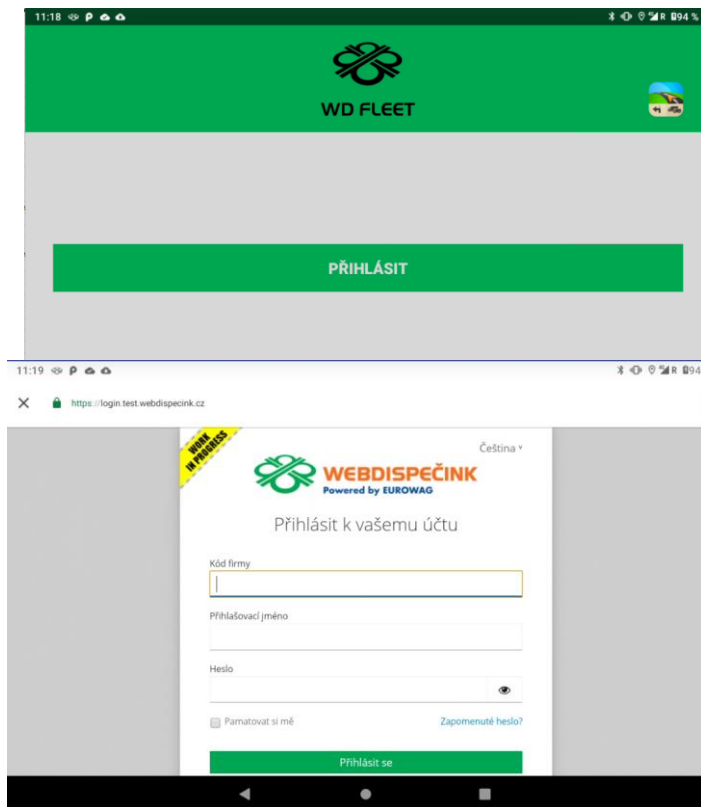 11:18
R 94 %
WD FLEET
PŘIHLÁSIT
11:19
R 94
https://login.test.webdispecink.cz
WORK
IN PROGRESS
Čeština
WEBDISPEČINK
Powered by EUROWAG
Přihlásit k vašemu účtu
Kód firmy
Přihlašovací jméno
Heslo
Pamatovat si mě
Zapomenuté heslo?
Přihlásit se